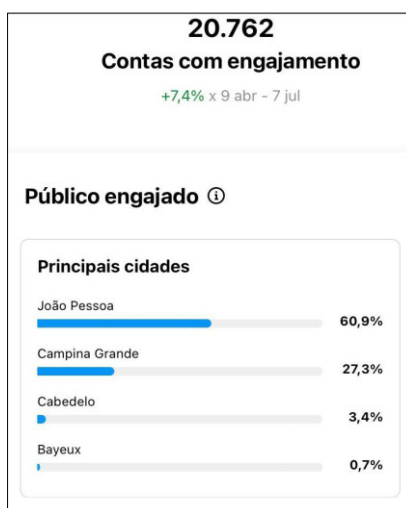 20.762
Contas com engajamento
+7,4% x 9 abr - 7 jul
Público engajado
Principais cidades
João Pessoa
60,9%
Campina Grande
27,3%
Cabedelo
3,4%
Bayeux
0,7%